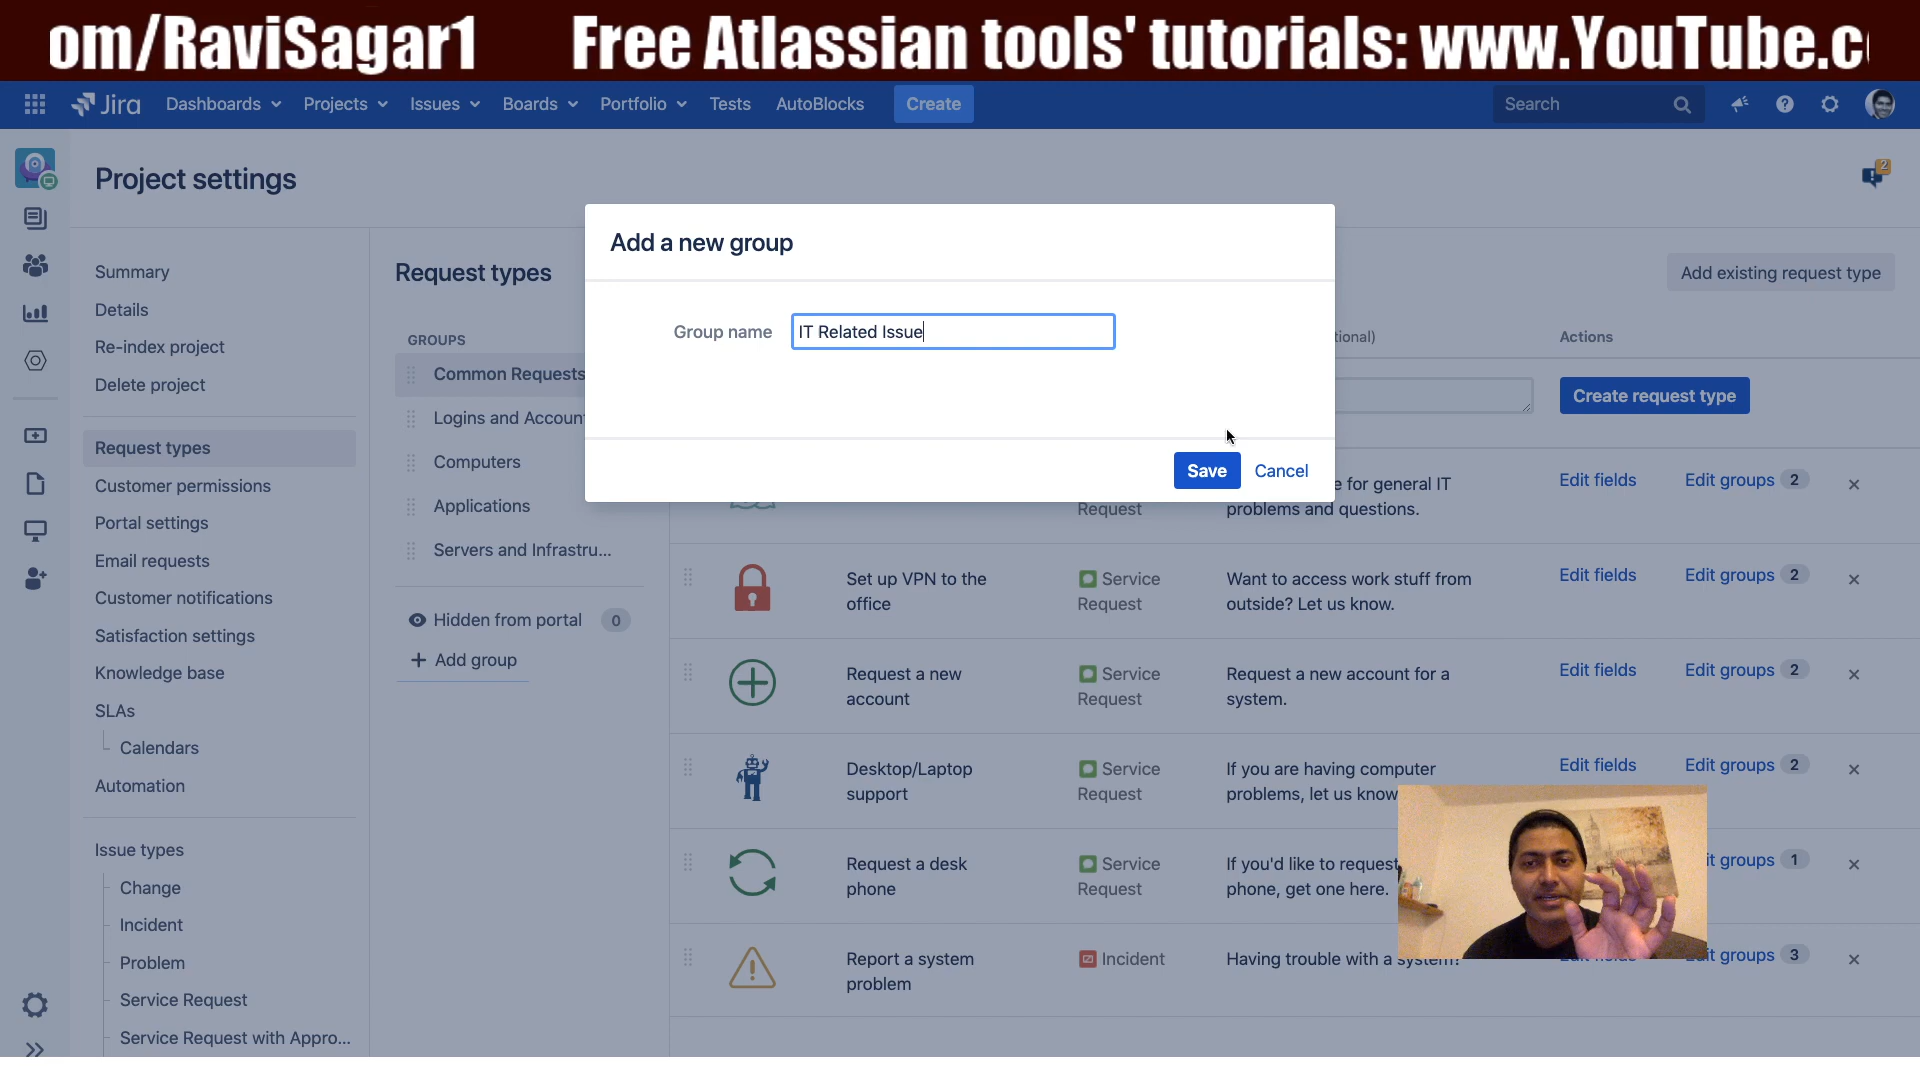 om/RaviSagar1 Free Atlassian tools' tutorials: www.YouTube.c
Jira Dashboards Projects Issues Boards Portfolio Tests AutoBlocks Create Search
Project settings
2
Add a new group
Group name IT Related Issue
Save Cancel
Summary
Details
Re-index project
Delete project
Request types
Customer permissions
Portal settings
Email requests
Customer notifications
Satisfaction settings
Knowledge base
SLAs
Calendars
Automation
Issue types
Change
Incident
Problem
Service Request
Service Request with Appro...
Request types
Add existing request type
GROUPS
Common Requests
Logins and Accoun
Computers
Applications
Servers and Infrastru...
Hidden from portal 0
Add group
tional) Actions
Create request type
Request
e for general IT
problems and questions.
Edit fields Edit groups 2
Set up VPN to the
office
Service
Request
Want to access work stuff from
outside? Let us know.
Edit fields Edit groups 2
Request a new
account
Service
Request
Request a new account for a
system.
Edit fields Edit groups 2
Desktop/Laptop
support
Service
Request
If you are having computer
problems, let us know
Edit fields Edit groups 2
Request a desk
phone
Service
Request
If you'd like to request
phone, get one here.
it groups 1
Report a system
problem
Incident
Having trouble with a system?
groups 3